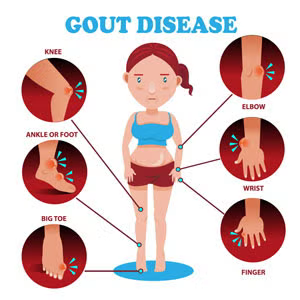 GOUT DISEASE
KNEE
ANKLE OR FOOT
BIG TOE
ELBOW
WRIST
FINGER